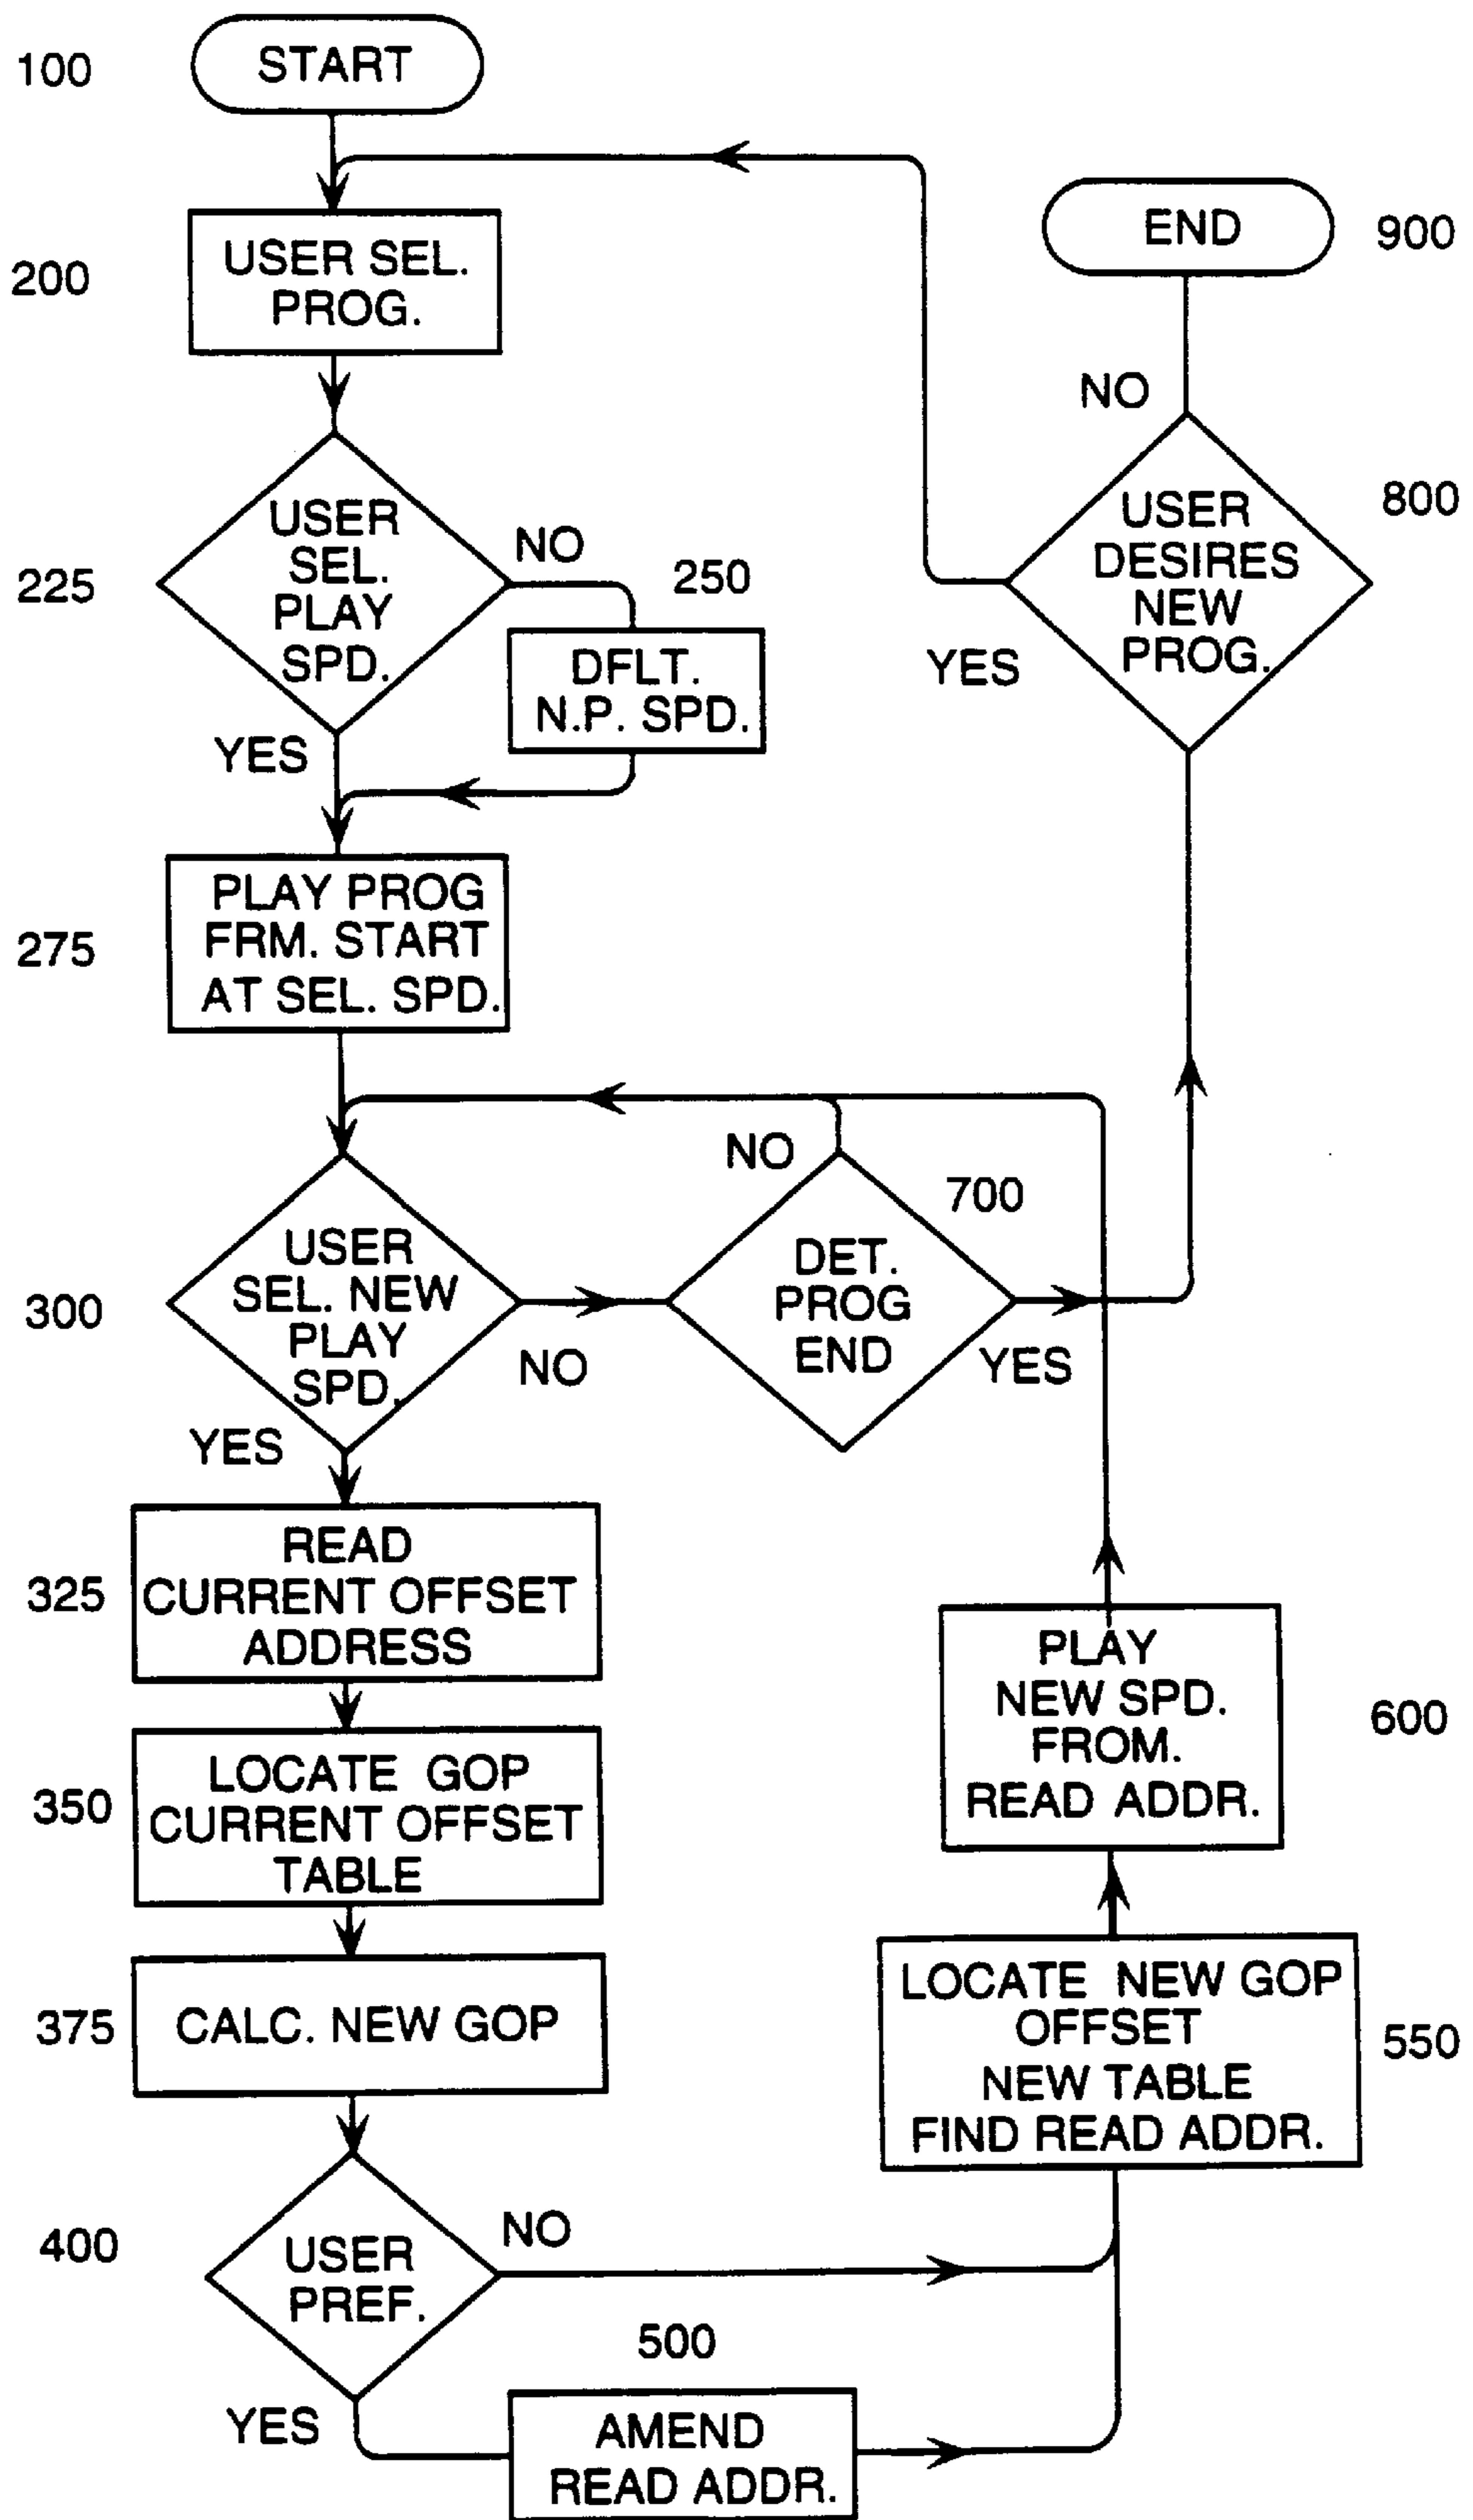 100
START
200
USER SEL.
PROG.
END
900
NO
225
USER
SEL.
PLAY
SPD.
NO
250
DFLT.
N.P. SPD.
YES
USER
DESIRES
NEW
PROG.
800
YES
275
PLAY PROG
FRM. START
AT SEL. SPD.
300
USER
SEL. NEW
PLAY
SPD.
NO
YES
NO
700
DET.
PROG
END
YES
325
READ
CURRENT OFFSET
ADDRESS
350
LOCATE GOP
CURRENT OFFSET
TABLE
375
CALC. NEW GOP
400
USER
PREF.
NO
YES
500
AMEND
READ ADDR.
PLAY
NEW SPD.
FROM.
READ ADDR.
600
LOCATE NEW GOP
OFFSET
NEW TABLE
FIND READ ADDR.
550